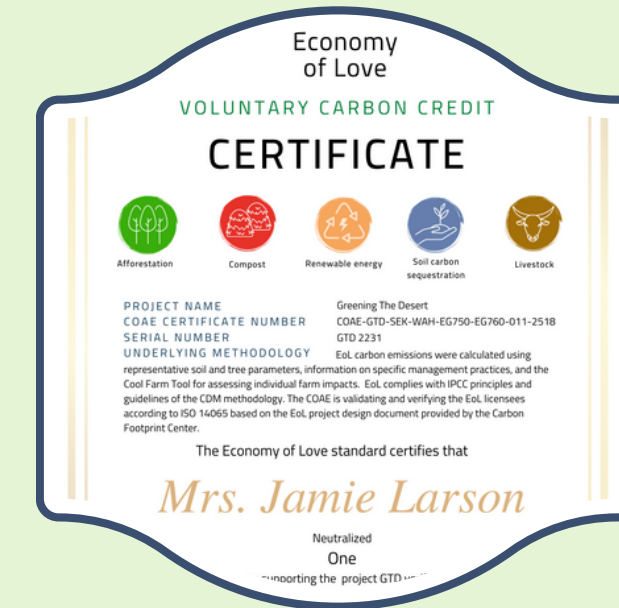 Economy
of Love
VOLUNTARY CARBON CREDIT
CERTIFICATE
Afforestation
Compost
Renewable energy
Soil carbon
sequestration
Livestock
PROJECT NAME Greening The Desert
COAE CERTIFICATE NUMBER COAE-GTD-SEK-WAH-EG750-EG760-011-2518
SERIAL NUMBER GTD 2231
UNDERLYING METHODOLOGY EoL carbon emissions were calculated using
representative soil and tree parameters, information on specific management practices, and the
Cool Farm Tool for assessing individual farm impacts. EoL complies with IPCC principles and
guidelines of the CDM methodology. The COAE is validating and verifying the EoL licensees
according to ISO 14065 based on the EoL project design document provided by the Carbon
Footprint Center.
The Economy of Love standard certifies that
Mrs. Jamie Larson
Neutralized
One
supporting the project GTD